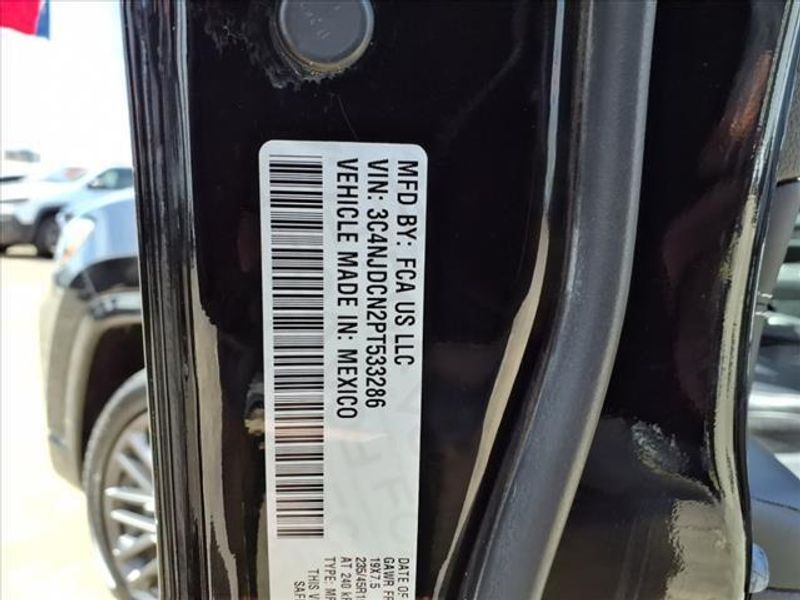 MFD BY: FCA US LLC
VIN: 3C4NJDCN2PT533286
VEHICLE MADE IN: MEXICO
DATE OF
GAWR FR
19X7.5
235/45R1
AT 240 kP
TYPE: MP
THIS V
SAF